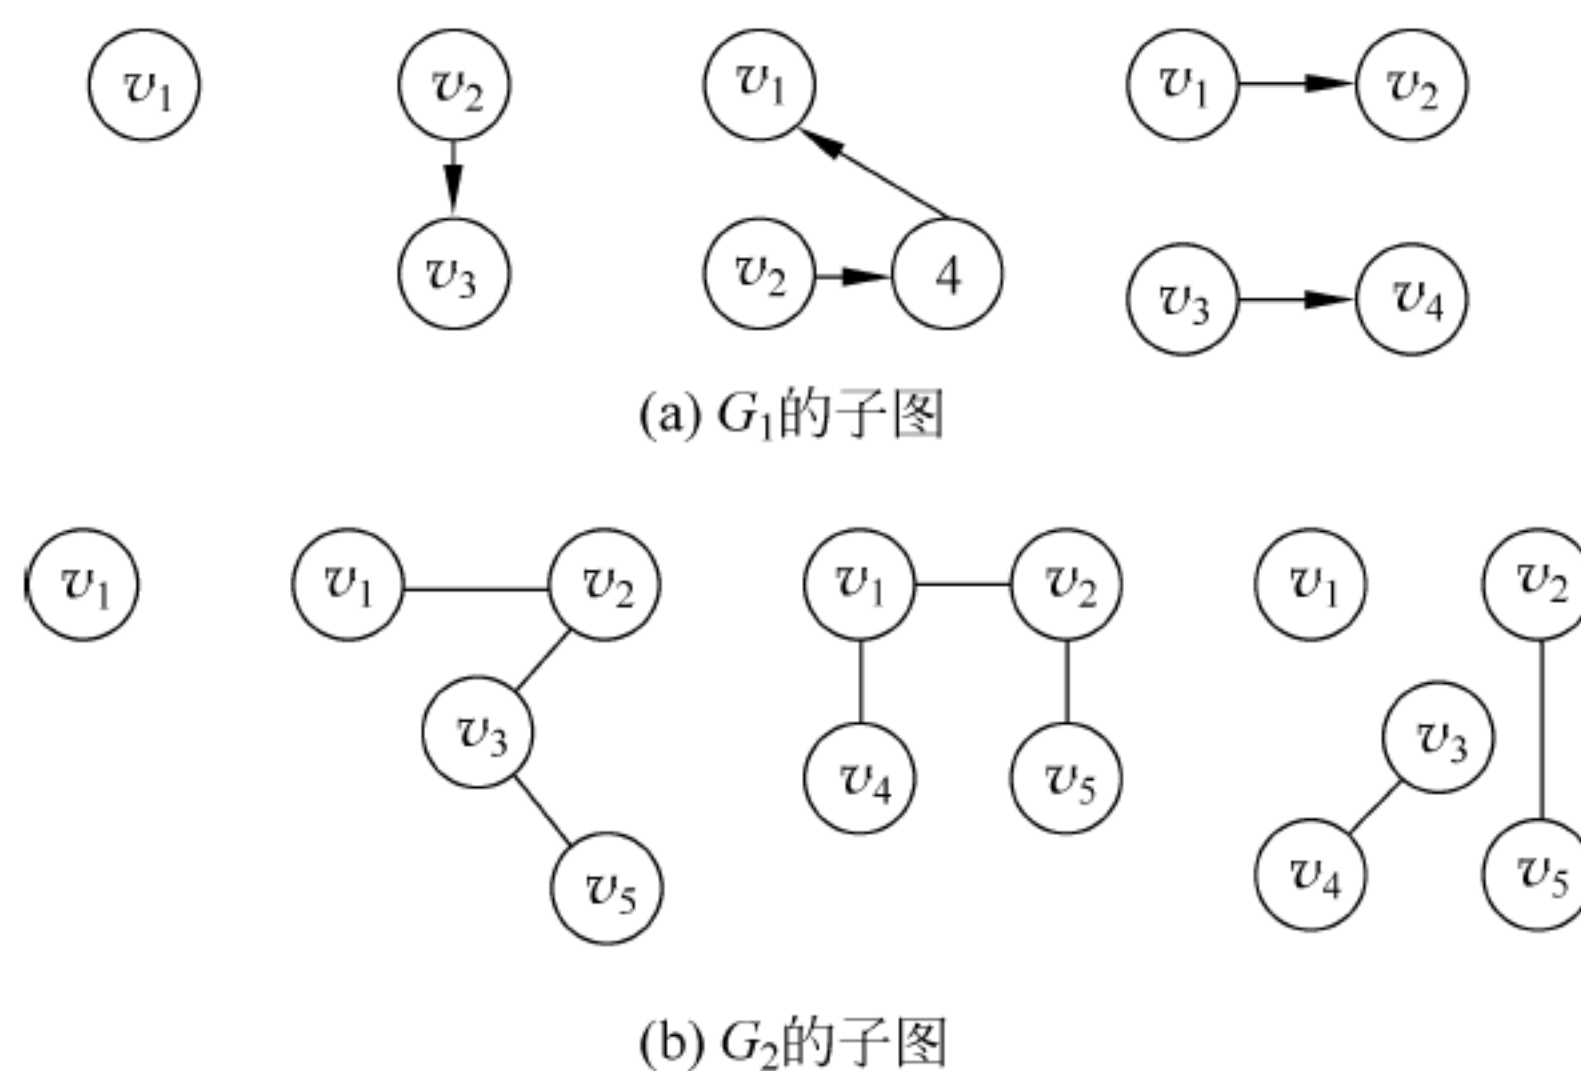 v1 v2 v1 v1 v2
v3 v2 4 v3 v4
(a) G1的子图
v1 v1 v2 v1 v2 v1 v2
v3 v3
v4 v5 v4 v5
v5
(b) G2的子图